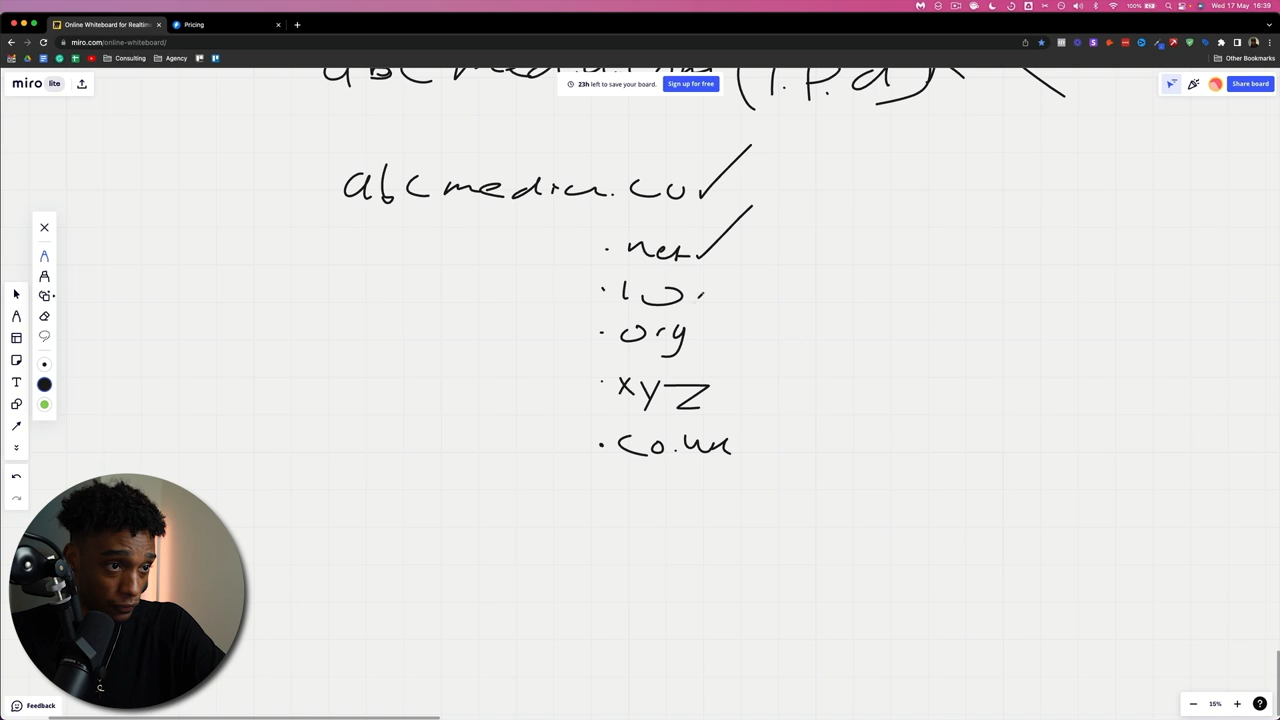 Wed 17 May 16:39
100%
Online Whiteboard for Realtim
Pricing
miro.com/online-whiteboard/
Consulting
Agency
Other Bookmarks
miro lite
23h left to save your board.
Sign up for free
Share board
(1.p.d)
abcmedia.co ✓
.net ✓
.io
.org
.xyz
.co.uk
Feedback
15%